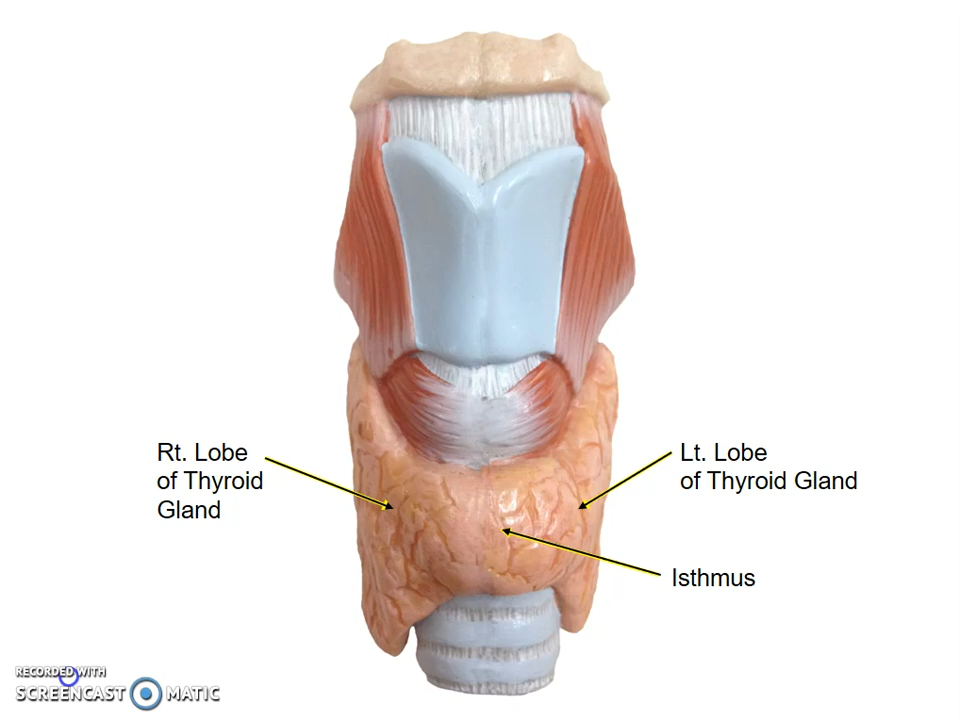 Rt. Lobe
of Thyroid
Gland
Lt. Lobe
of Thyroid Gland
Isthmus
RECORDED WITH
SCREENCAST MATIC